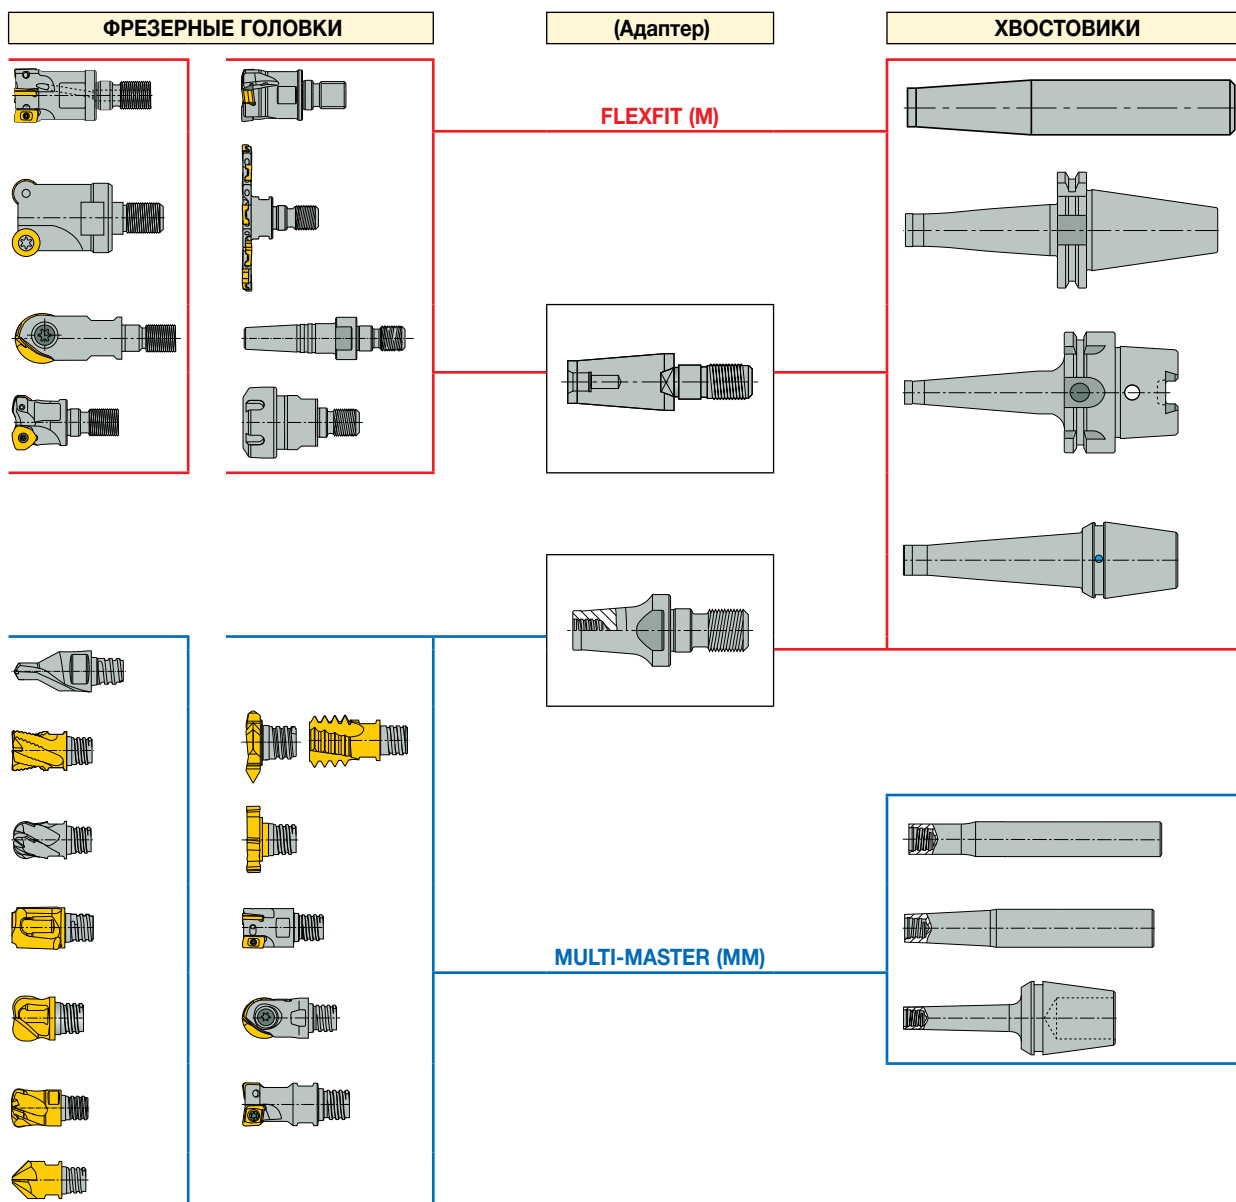 ФРЕЗЕРНЫЕ ГОЛОВКИ
(Адаптер)
ХВОСТОВИКИ
FLEXFIT (M)
MULTI-MASTER (MM)